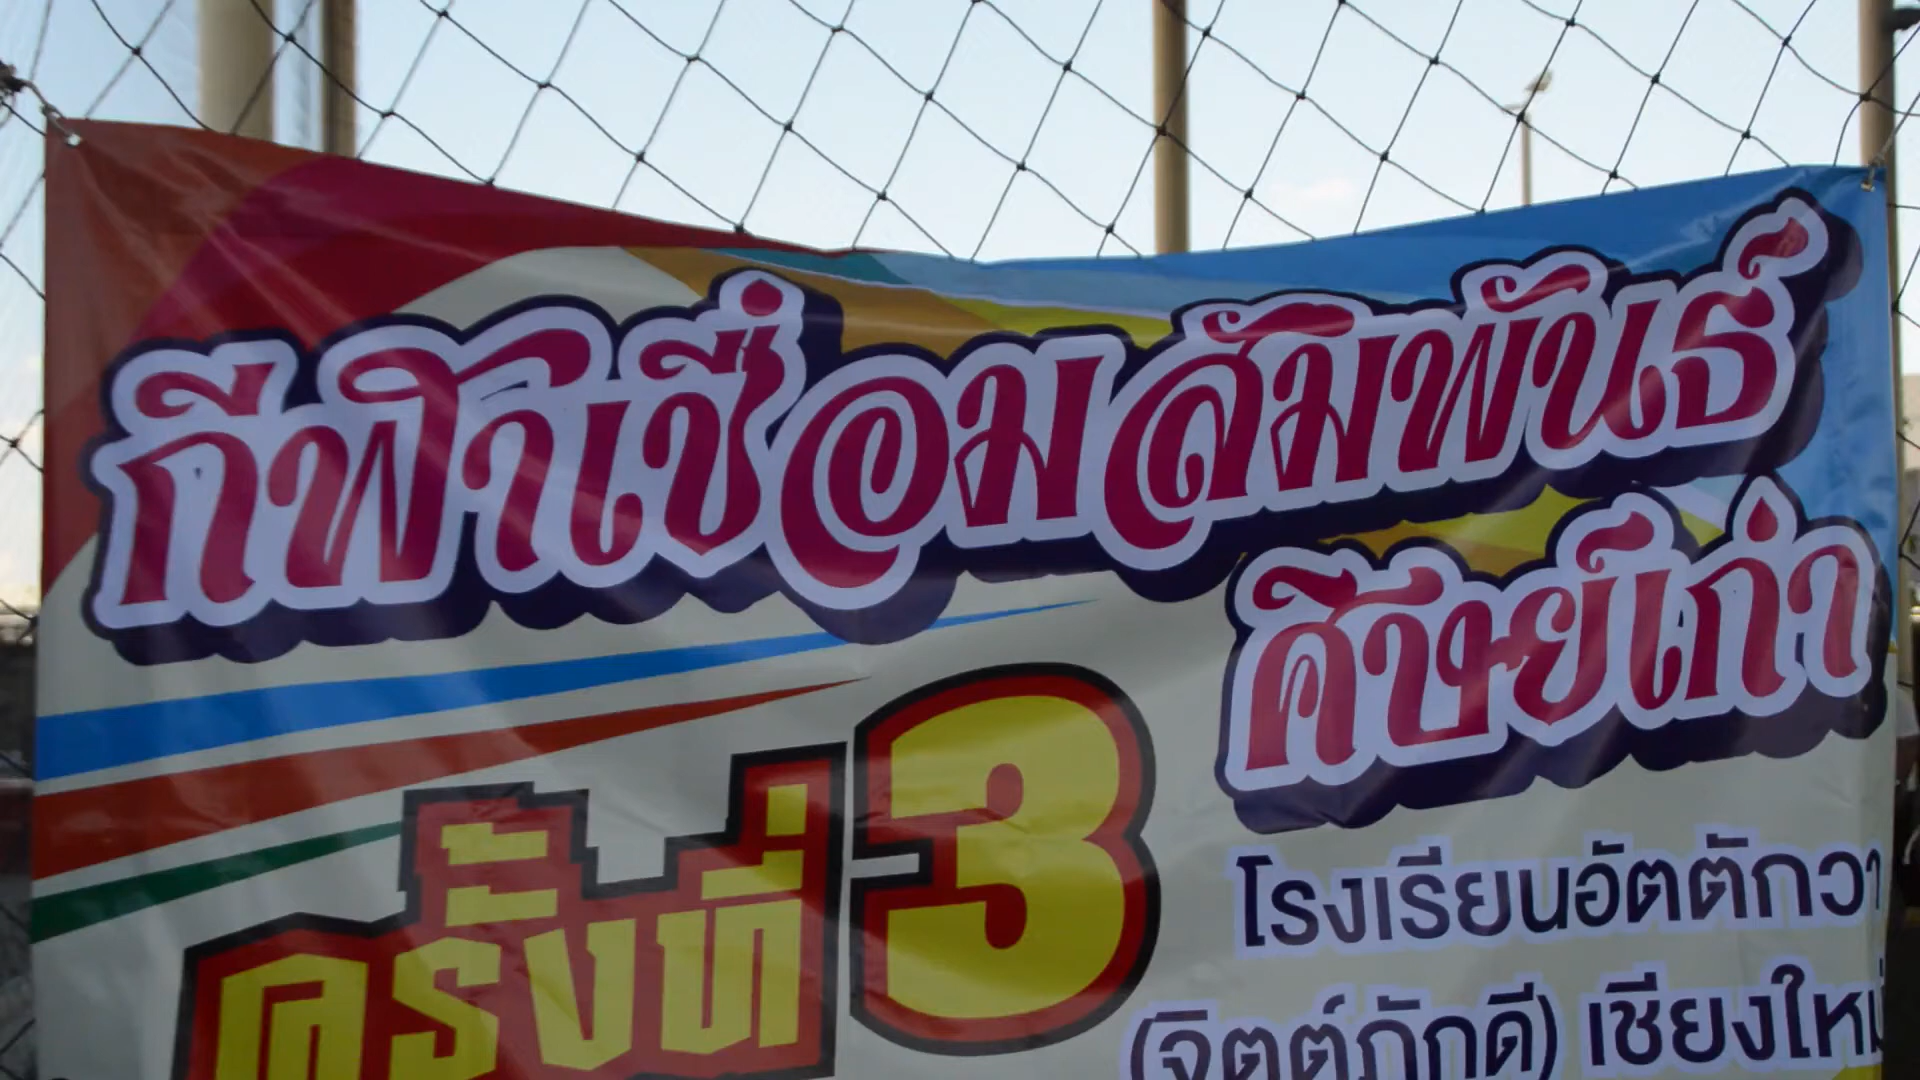 กีฬาเชื่อมสัมพันธ์
ศิษย์เก่า
ครั้งที่ 3
โรงเรียนอัตตักวา
(จิตต์ภักดี) เชียงใหม่